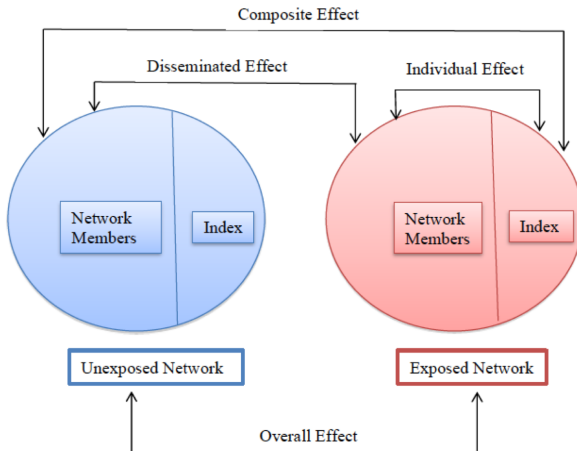 Composite Effect
Disseminated Effect
Individual Effect
Network
Members
Index
Network
Members
Index
Unexposed Network
Exposed Network
Overall Effect